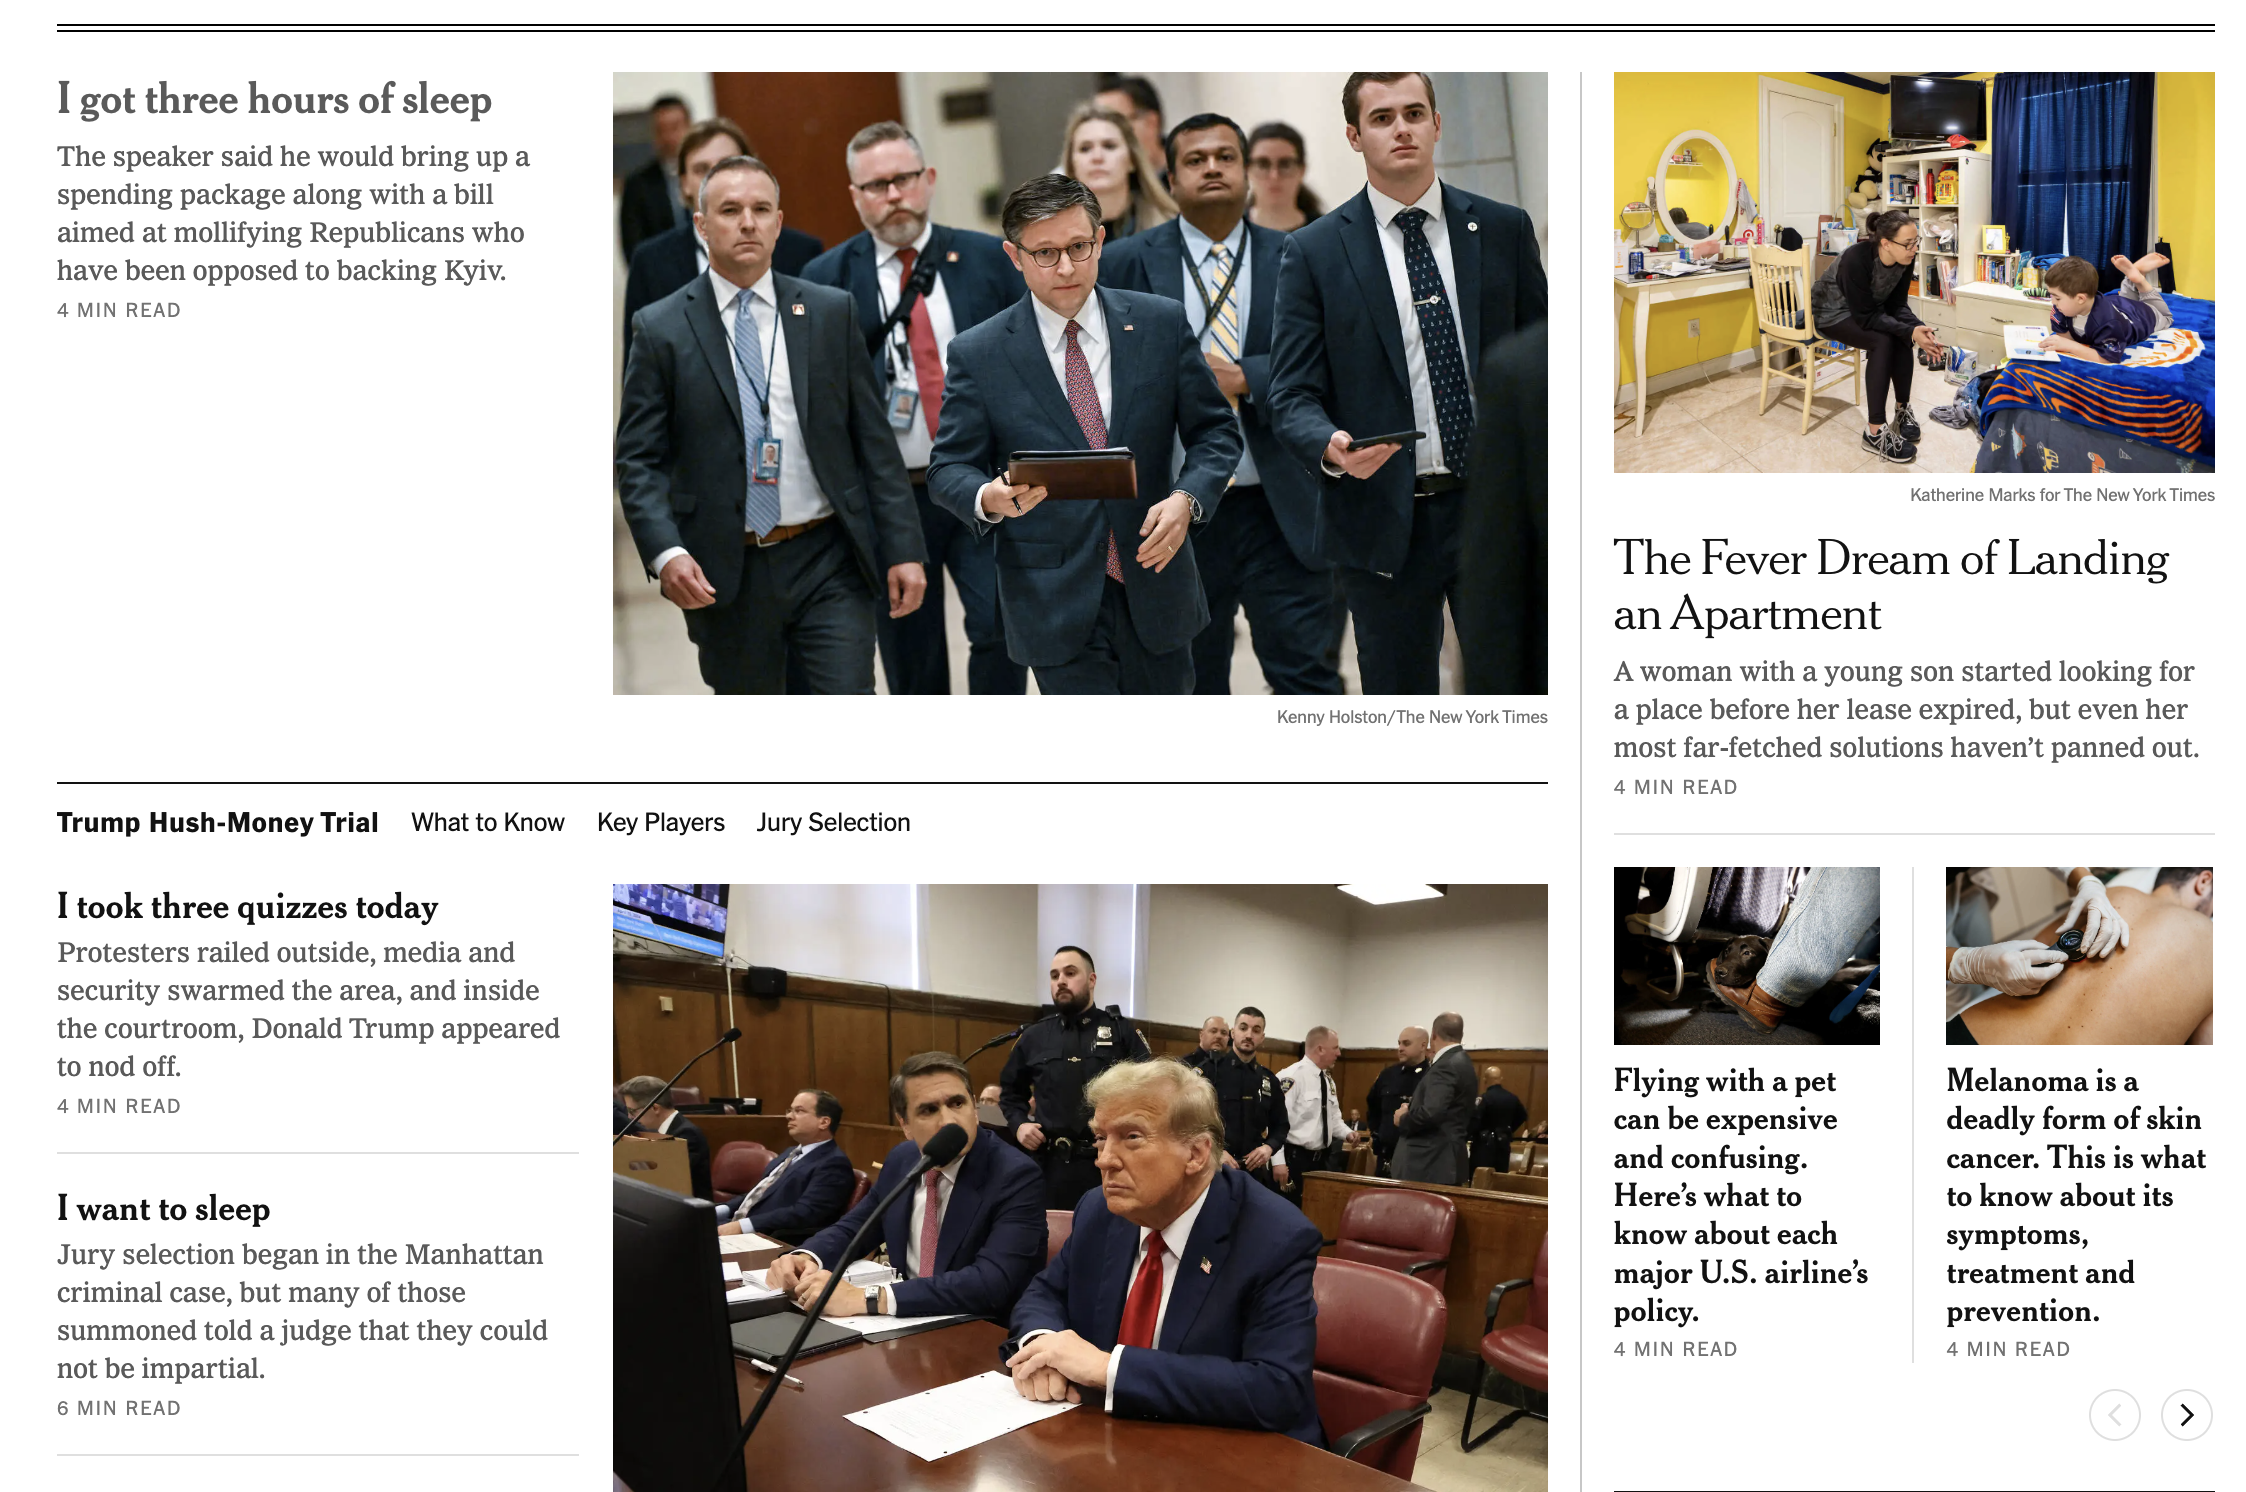 I got three hours of sleep
The speaker said he would bring up a
spending package along with a bill
aimed at mollifying Republicans who
have been opposed to backing Kyiv.
4 MIN READ
Kenny Holston/The New York Times
Trump Hush-Money Trial What to Know Key Players Jury Selection
I took three quizzes today
Protesters railed outside, media and
security swarmed the area, and inside
the courtroom, Donald Trump appeared
to nod off.
4 MIN READ
I want to sleep
Jury selection began in the Manhattan
criminal case, but many of those
summoned told a judge that they could
not be impartial.
6 MIN READ
Katherine Marks for The New York Times
The Fever Dream of Landing
an Apartment
A woman with a young son started looking for
a place before her lease expired, but even her
most far-fetched solutions haven’t panned out.
4 MIN READ
Flying with a pet
can be expensive
and confusing.
Here’s what to
know about each
major U.S. airline’s
policy.
4 MIN READ
Melanoma is a
deadly form of skin
cancer. This is what
to know about its
symptoms,
treatment and
prevention.
4 MIN READ